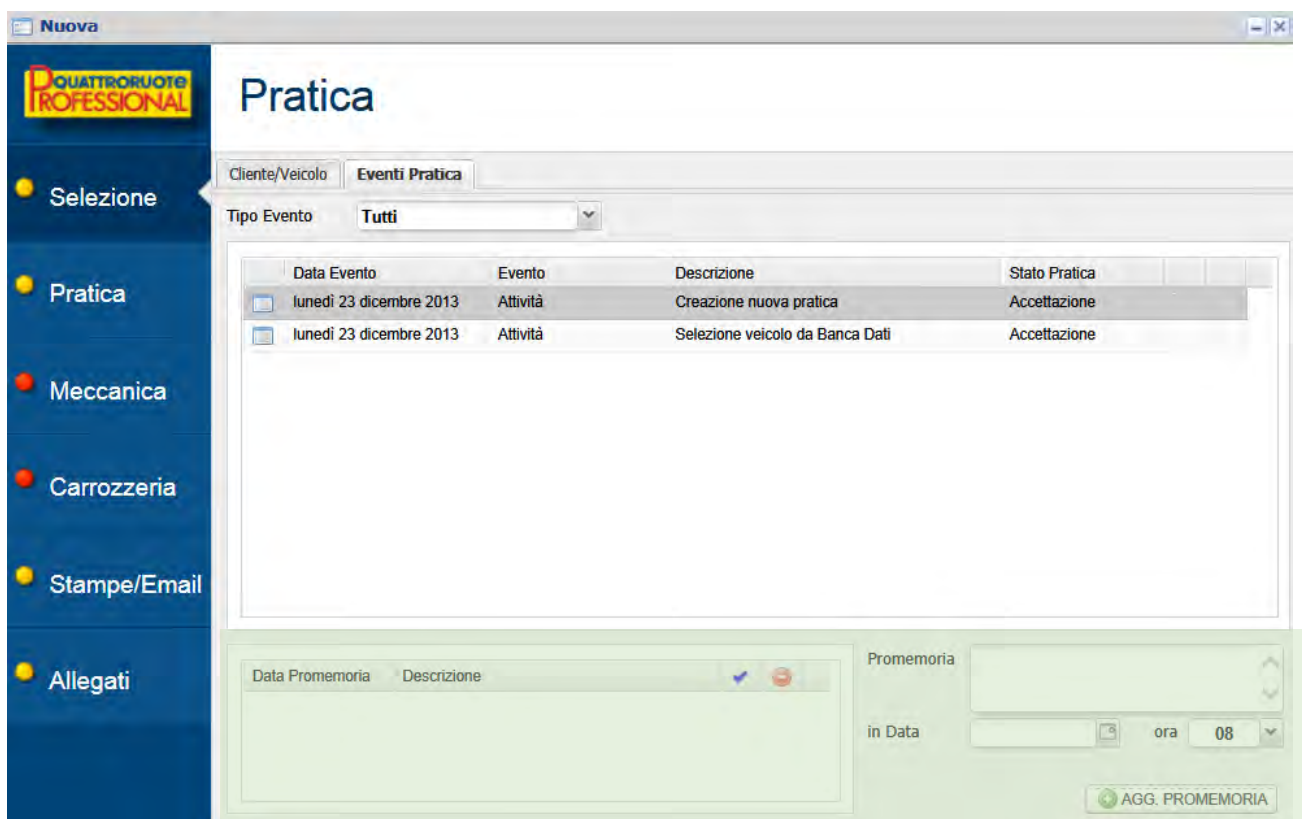 Nuova
QUATTRORUOTE
PROFESSIONAL
Pratica
Selezione
Pratica
Meccanica
Carrozzeria
Stampe/Email
Allegati
Cliente/Veicolo Eventi Pratica
Tipo Evento Tutti
Data Evento Evento Descrizione Stato Pratica
lunedì 23 dicembre 2013 Attività Creazione nuova pratica Accettazione
lunedì 23 dicembre 2013 Attività Selezione veicolo da Banca Dati Accettazione
Data Promemoria Descrizione
Promemoria
in Data ora 08
AGG. PROMEMORIA